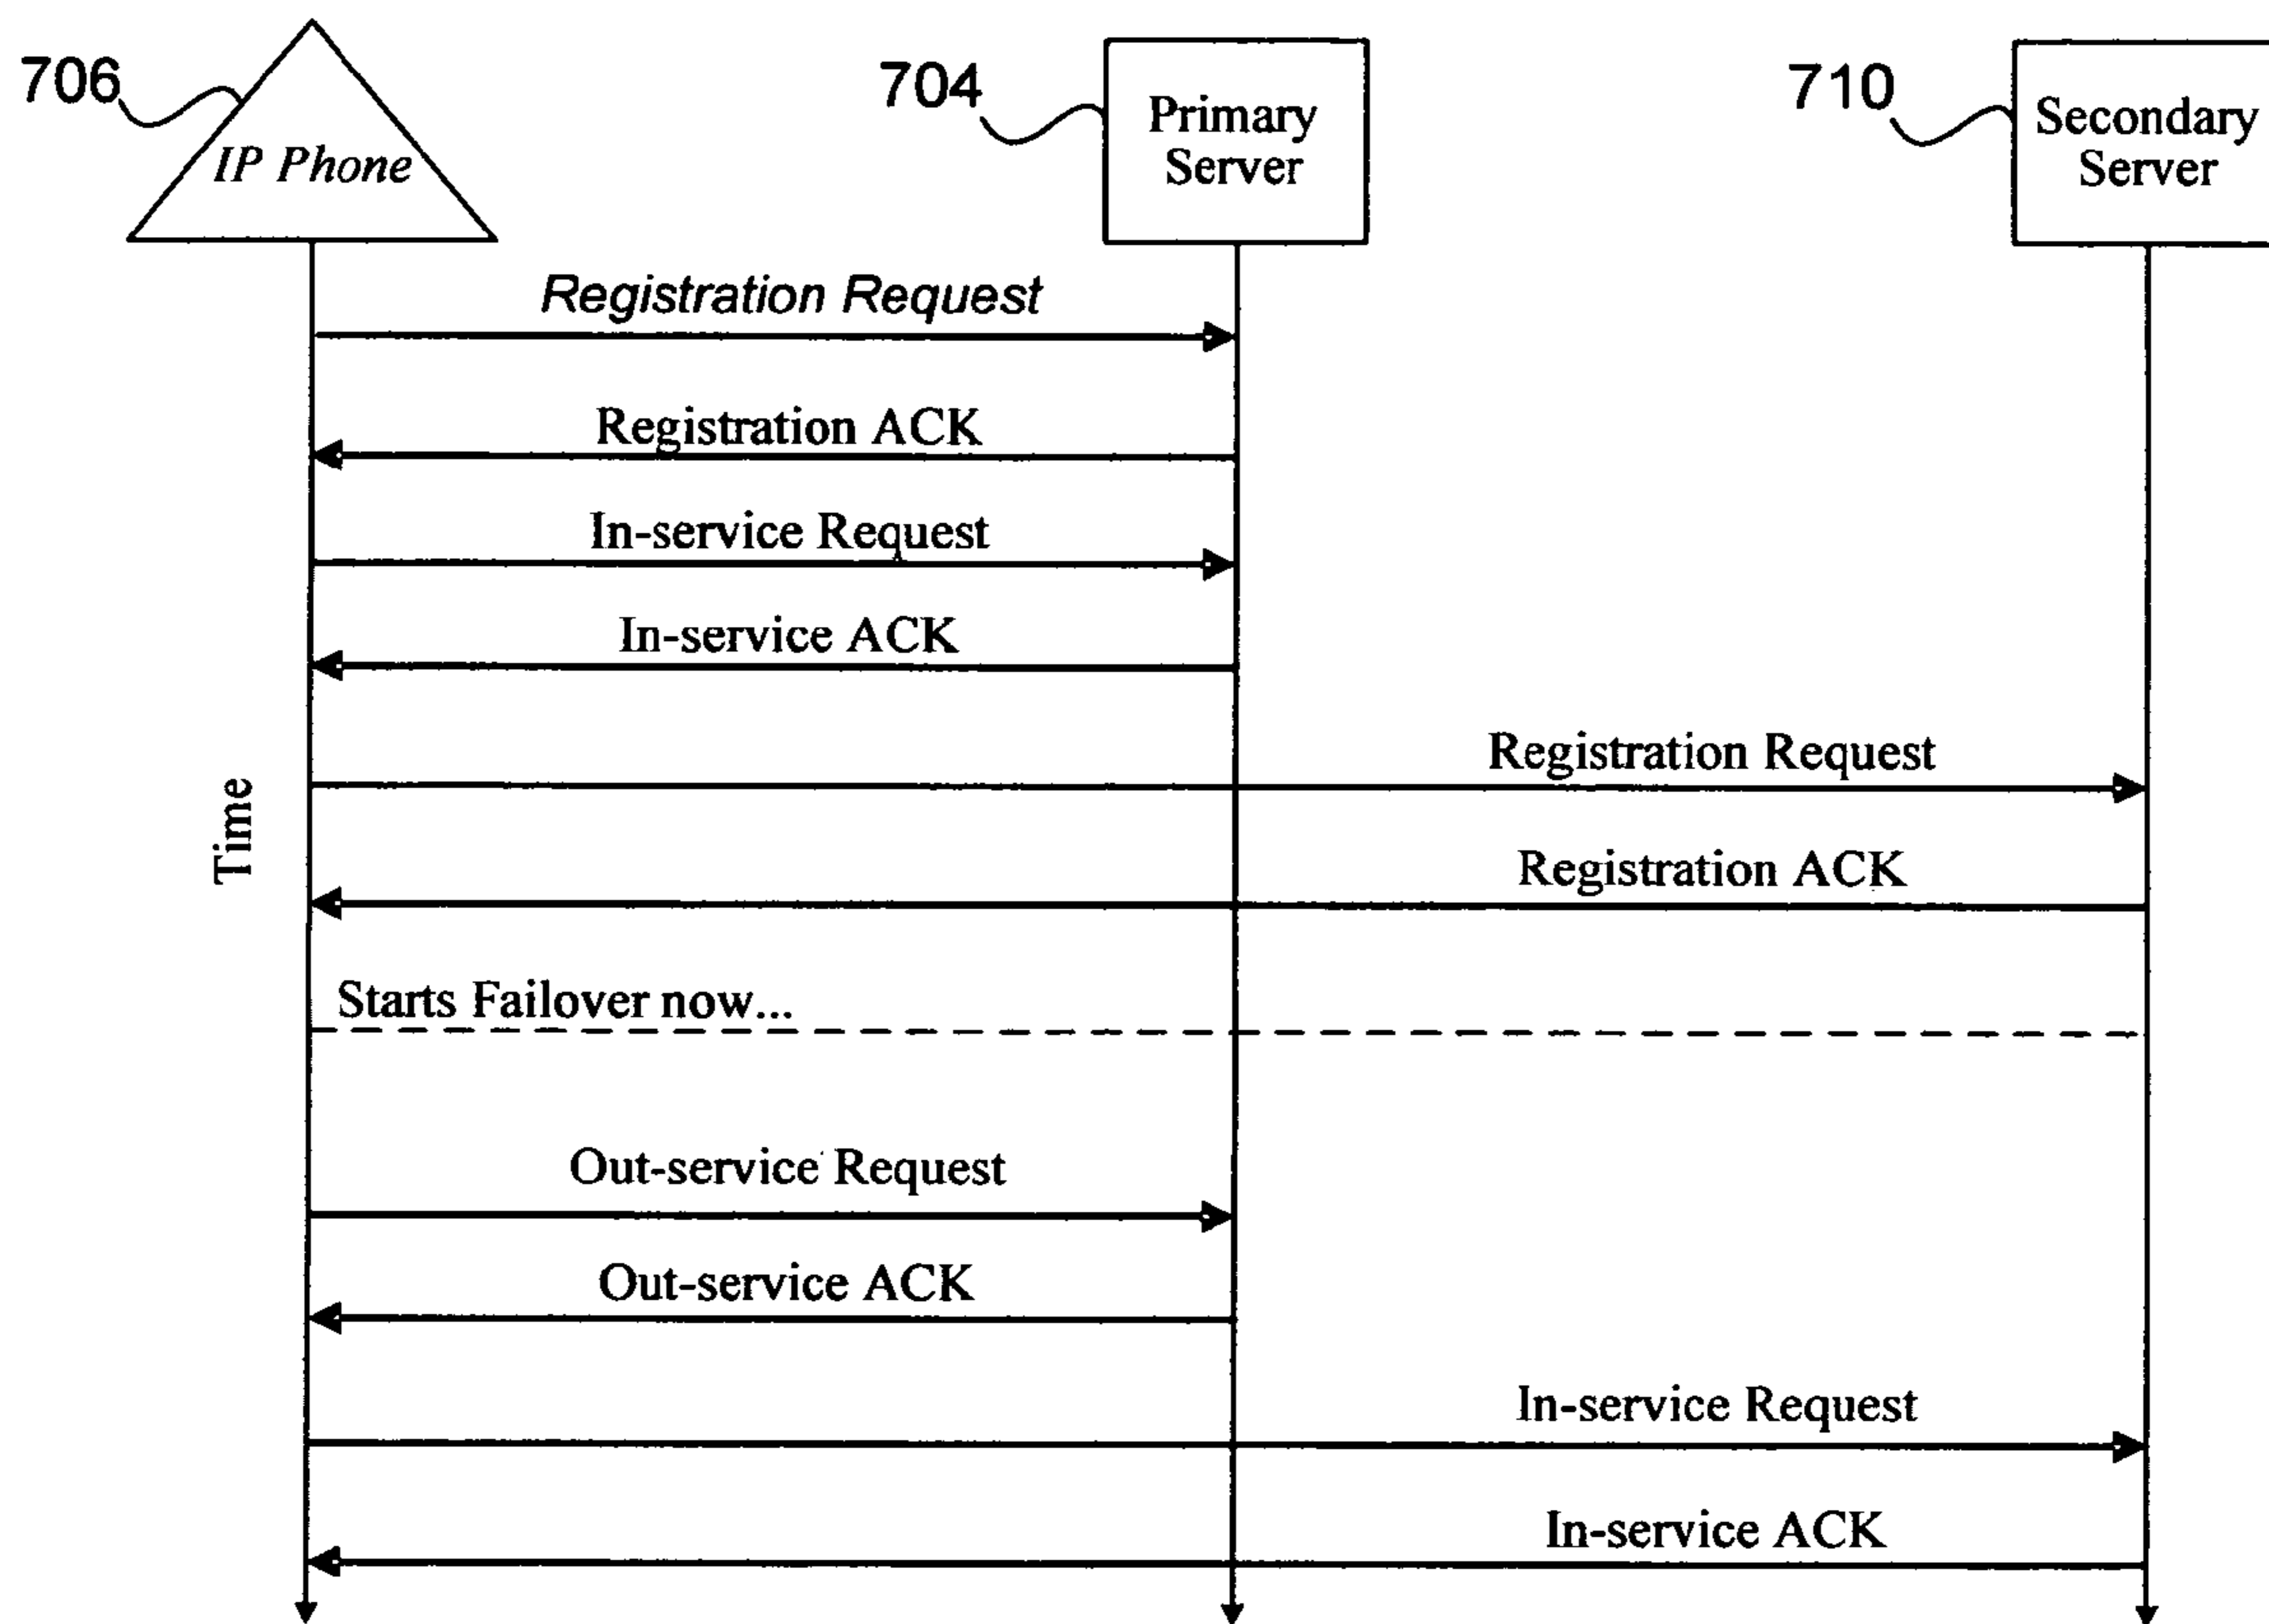 706
704
710
IP Phone
Primary
Server
Secondary
Server
Registration Request
Registration ACK
In-service Request
In-service ACK
Registration Request
Time
Registration ACK
Starts Failover now...
Out-service Request
Out-service ACK
In-service Request
In-service ACK